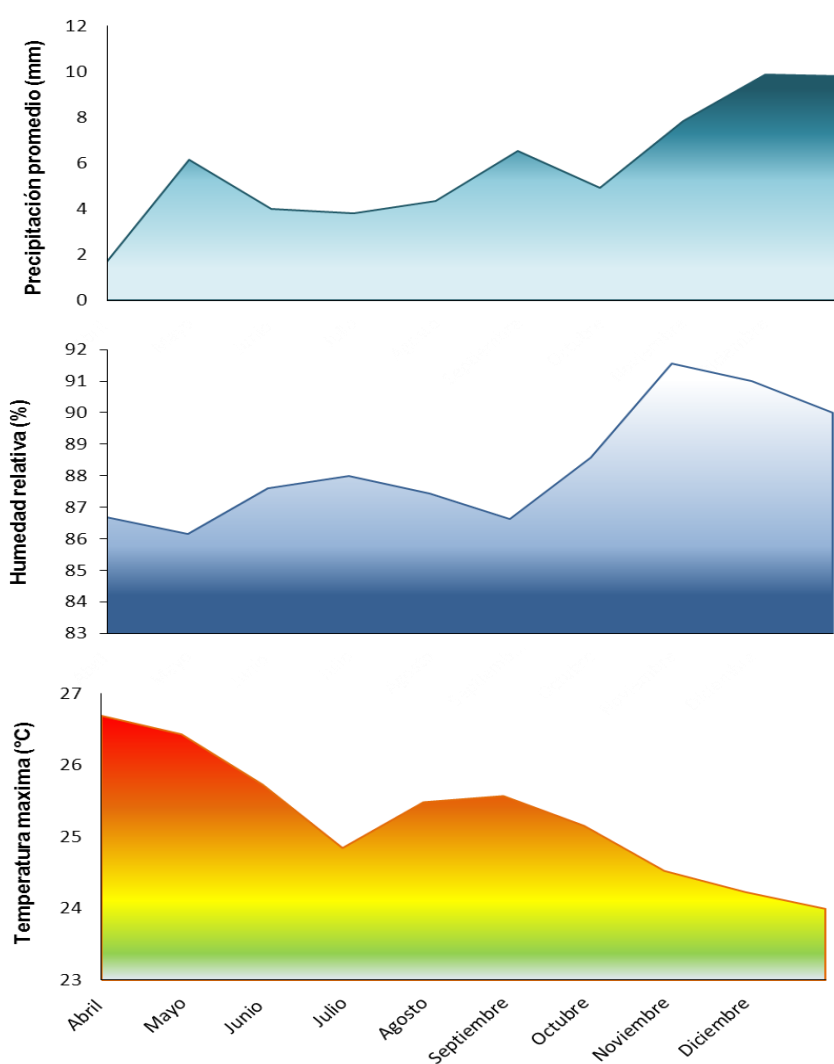 Precipitación promedio (mm)
12
10
8
6
4
2
0
Humedad relativa (%)
92
91
90
89
88
87
86
85
84
83
Temperatura maxima (°C)
27
26
25
24
23
Abril
Mayo
Junio
Julio
Agosto
Septiembre
Octubre
Noviembre
Diciembre